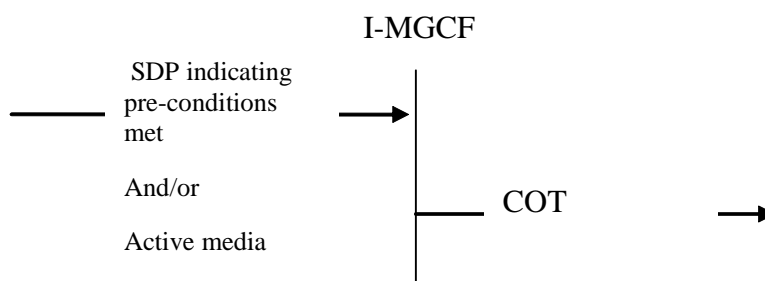 I-MGCF
SDP indicating
pre-conditions
met
And/or
Active media
COT